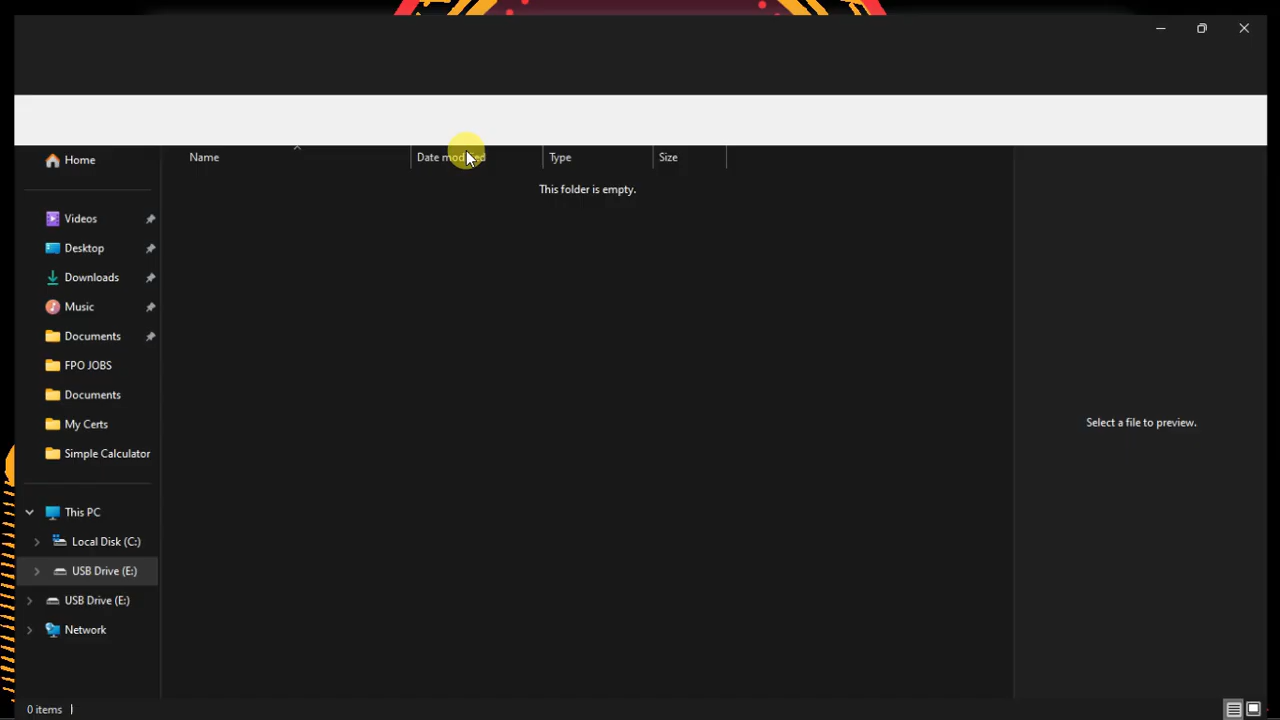 Name
Date modified
Type
Size
This folder is empty.
Home
Videos
Desktop
Downloads
Music
Documents
FPO JOBS
Documents
My Certs
Simple Calculator
This PC
Local Disk (C:)
USB Drive (E:)
USB Drive (E:)
Network
Select a file to preview.
0 items